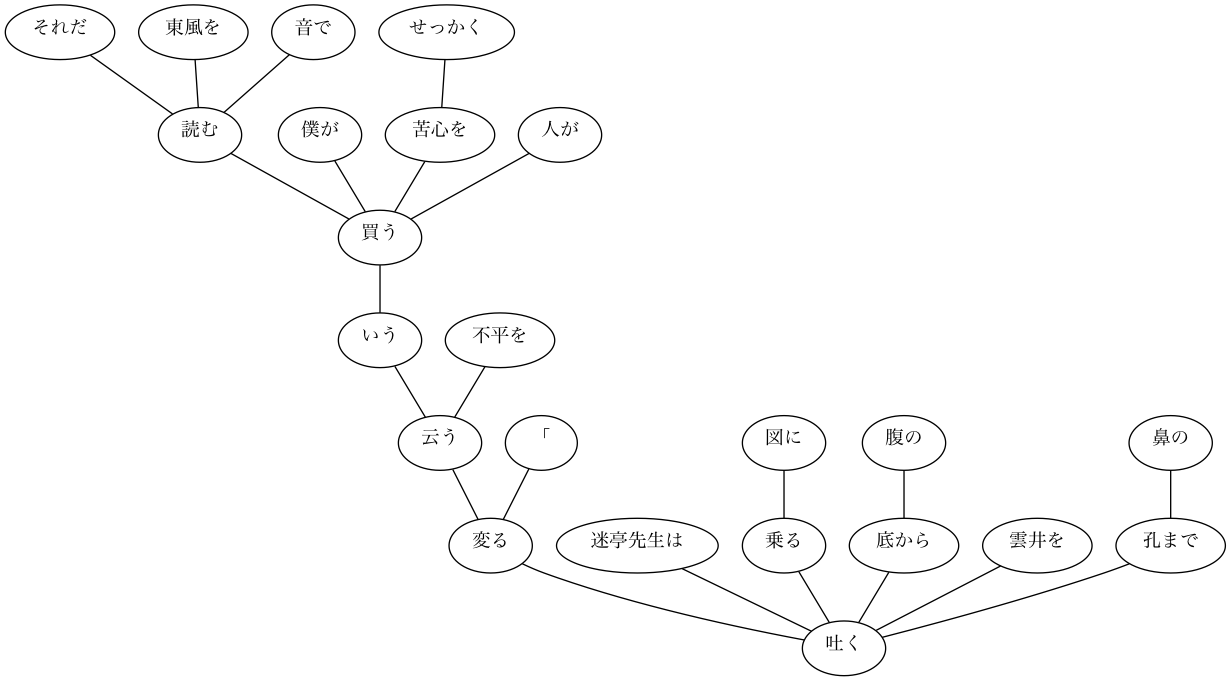 それだ 東風を 音で せっかく
読む 僕が 苦心を 人が
買う
いう 不平を
云う 「 図に 腹の 鼻の
変る 迷亭先生は 乗る 底から 雲井を 孔まで
吐く